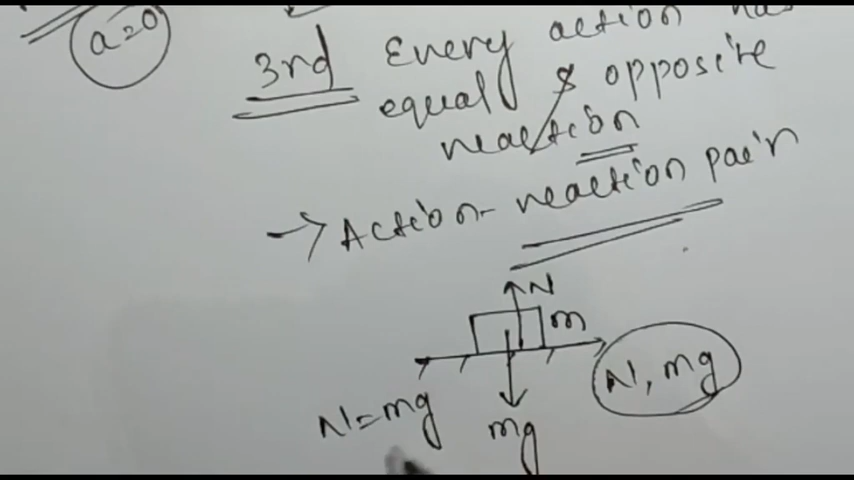 a=0
3rd Every action has
equal & opposite
reaction
→ Action-reaction pair
N
m
N, mg
N=mg
mg